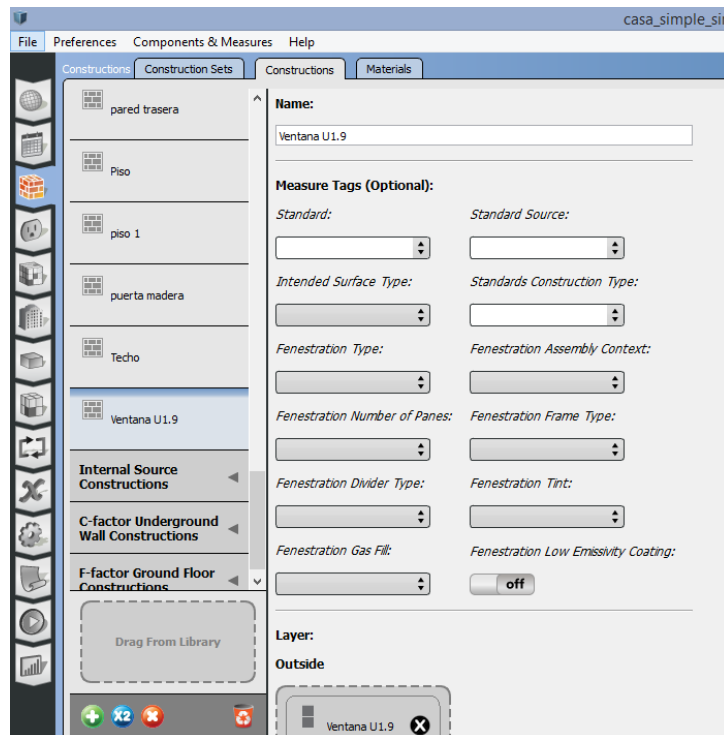 casa_simple_si
File Preferences Components & Measures Help
Constructions Construction Sets Constructions Materials
pared trasera
Piso
piso 1
puerta madera
Techo
Ventana U1.9
Internal Source
Constructions
C-factor Underground
Wall Constructions
F-factor Ground Floor
Constructions
Drag From Library
X2
Name:
Ventana U1.9
Measure Tags (Optional):
Standard: Standard Source:
Intended Surface Type: Standards Construction Type:
Fenestration Type: Fenestration Assembly Context:
Fenestration Number of Panes: Fenestration Frame Type:
Fenestration Divider Type: Fenestration Tint:
Fenestration Gas Fill: Fenestration Low Emissivity Coating:
off
Layer:
Outside
Ventana U1.9